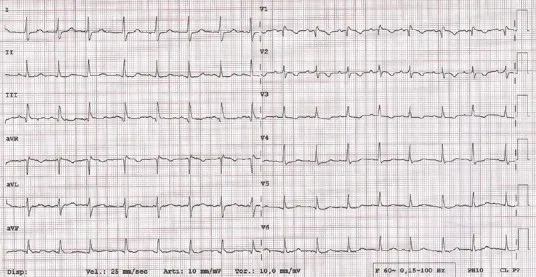 I
V1
II
V2
III
V3
aVR
V4
aVL
V5
aVF
V6
Disp: Vel.: 25 mm/sec Arti: 10 mm/mV Tor.: 10,0 mm/mV F 60~ 0,15-100 Hz PH10 CL P?